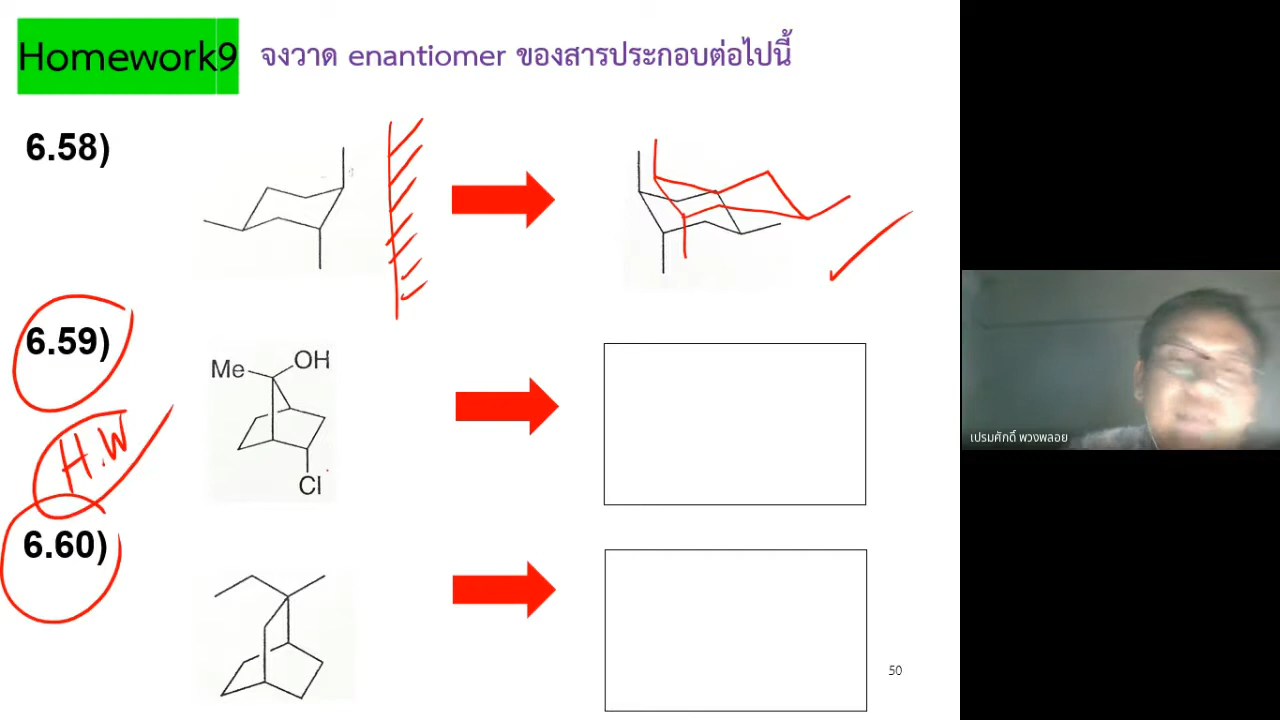 Homework9 จงวาด enantiomer ของสารประกอบต่อไปนี้
6.58)
6.59)
Me OH
Cl
H.W
6.60)
50
เปรมศักดิ์ พวงพลอย